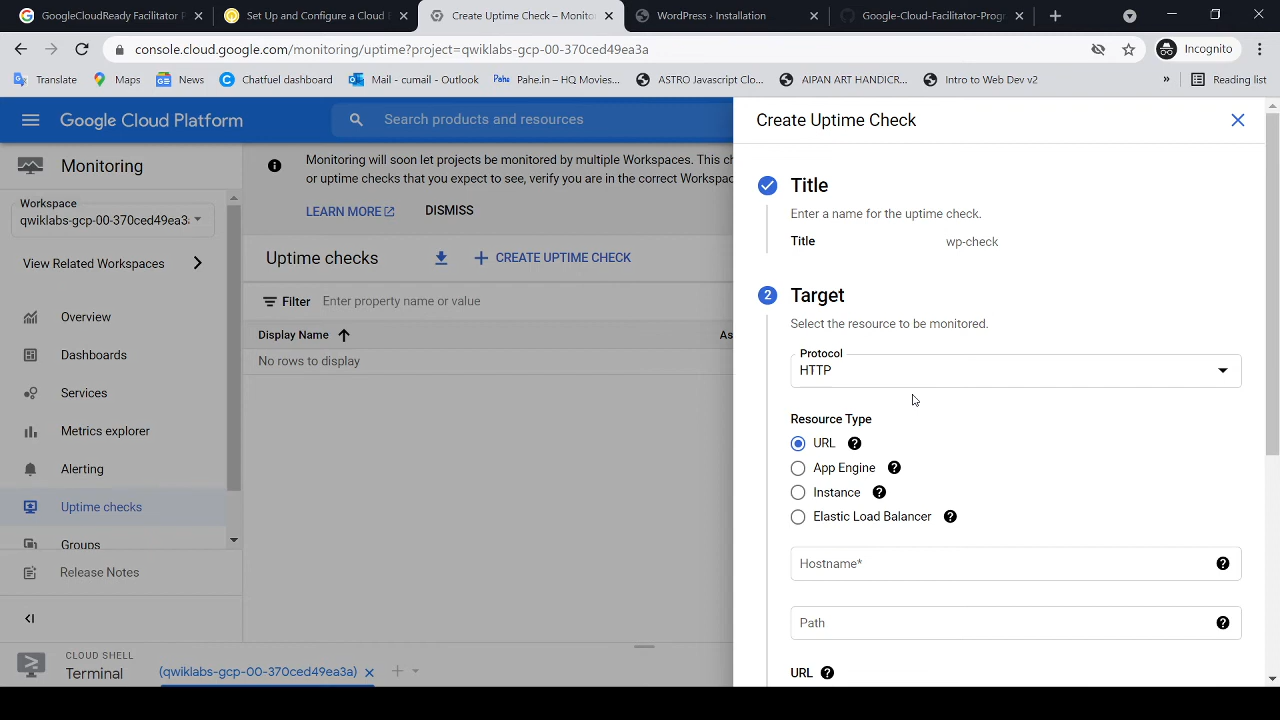 GoogleCloudReady Facilitator P
Set Up and Configure a Cloud E
Create Uptime Check – Monito
WordPress › Installation
Google-Cloud-Facilitator-Prog
console.cloud.google.com/monitoring/uptime?project=qwiklabs-gcp-00-370ced49ea3a
Incognito
Translate
Maps
News
Chatfuel dashboard
Mail - cumail - Outlook
Pahe Pahe.in – HQ Movies...
ASTRO Javascript Clo...
AIPAN ART HANDICR...
Intro to Web Dev v2
»
Reading list
Google Cloud Platform
Search products and resources
Create Uptime Check
Monitoring
Workspace
qwiklabs-gcp-00-370ced49ea3
View Related Workspaces
Overview
Dashboards
Services
Metrics explorer
Alerting
Uptime checks
Groups
Release Notes
Monitoring will soon let projects be monitored by multiple Workspaces. This ch
or uptime checks that you expect to see, verify you are in the correct Workspac
LEARN MORE
DISMISS
Uptime checks
CREATE UPTIME CHECK
Filter
Enter property name or value
Display Name
As
No rows to display
Title
Enter a name for the uptime check.
Title
wp-check
2
Target
Select the resource to be monitored.
Protocol
HTTP
Resource Type
URL
App Engine
Instance
Elastic Load Balancer
Hostname*
Path
URL
CLOUD SHELL
Terminal
(qwiklabs-gcp-00-370ced49ea3a)